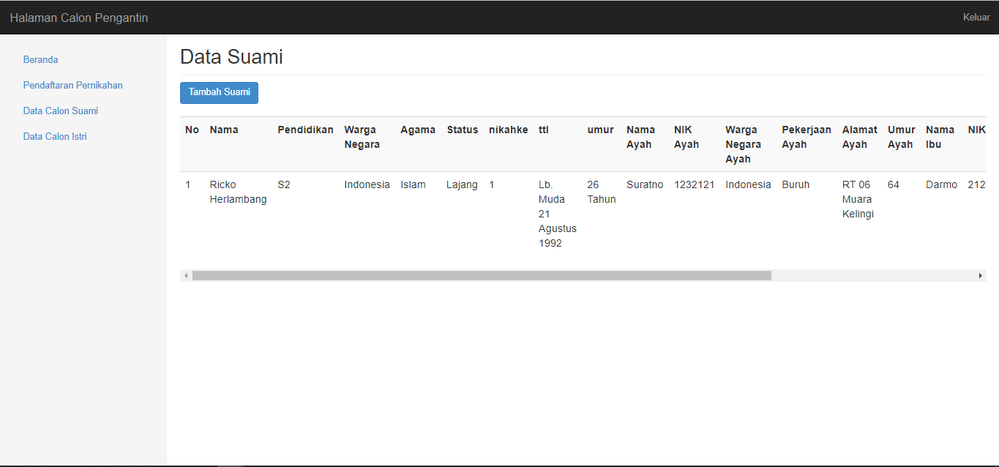 Halaman Calon Pengantin Keluar
Beranda
Pendaftaran Pernikahan
Data Calon Suami
Data Calon Istri
Data Suami
Tambah Suami
No Nama Pendidikan Warga Agama Status nikahke ttl umur Nama NIK Warga Pekerjaan Alamat Umur Nama NIK
Negara Ayah Ayah Negara Ayah Ayah Ayah Ibu
Ayah
1 Ricko S2 Indonesia Islam Lajang 1 Lb. 26 Suratno 1232121 Indonesia Buruh RT 06 64 Darmo
Herlambang Muda Tahun Muara
21 Kelingi
Agustus
1992